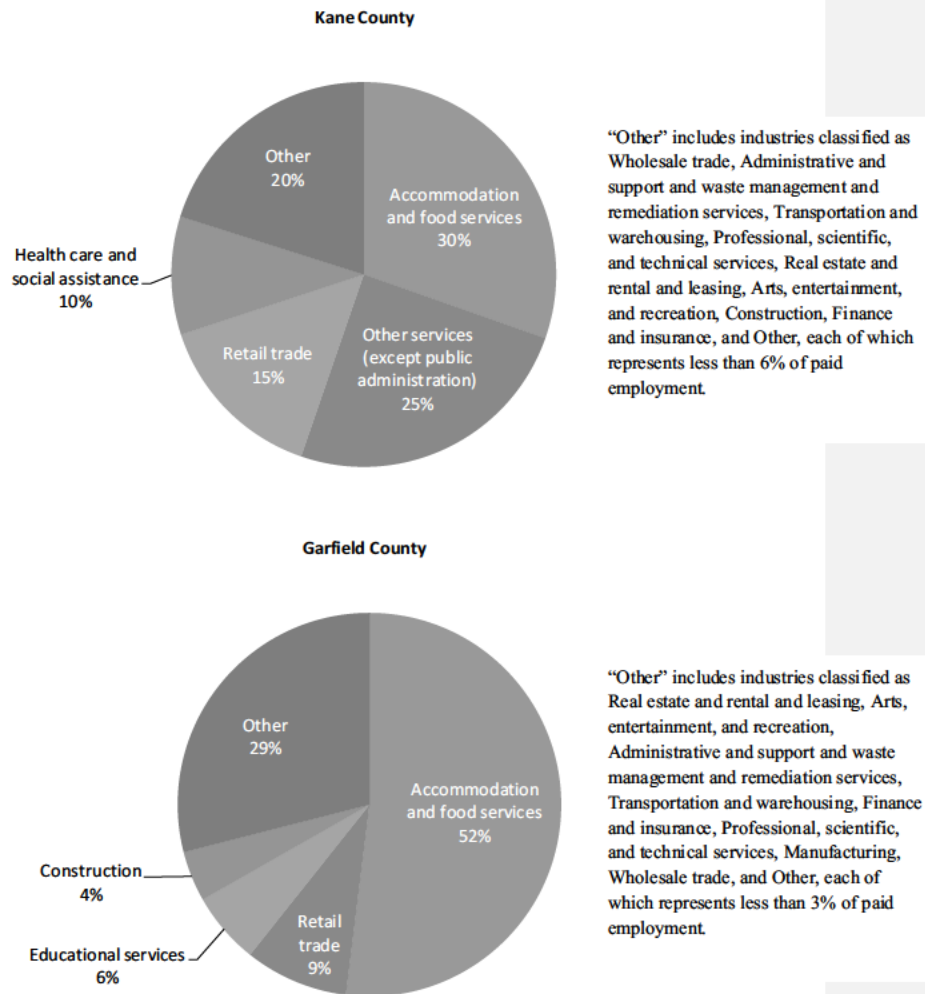 Kane County
Other
20%
Accommodation
and food services
30%
Health care and
social assistance
10%
Retail trade
15%
Other services
(except public
administration)
25%
“Other” includes industries classified as
Wholesale trade, Administrative and
support and waste management and
remediation services, Transportation and
warehousing, Professional, scientific,
and technical services, Real estate and
rental and leasing, Arts, entertainment,
and recreation, Construction, Finance
and insurance, and Other, each of which
represents less than 6% of paid
employment.
Garfield County
Other
29%
Accommodation
and food services
52%
Construction
4%
Educational services
6%
Retail
trade
9%
“Other” includes industries classified as
Real estate and rental and leasing, Arts,
entertainment, and recreation,
Administrative and support and waste
management and remediation services,
Transportation and warehousing, Finance
and insurance, Professional, scientific,
and technical services, Manufacturing,
Wholesale trade, and Other, each of
which represents less than 3% of paid
employment.